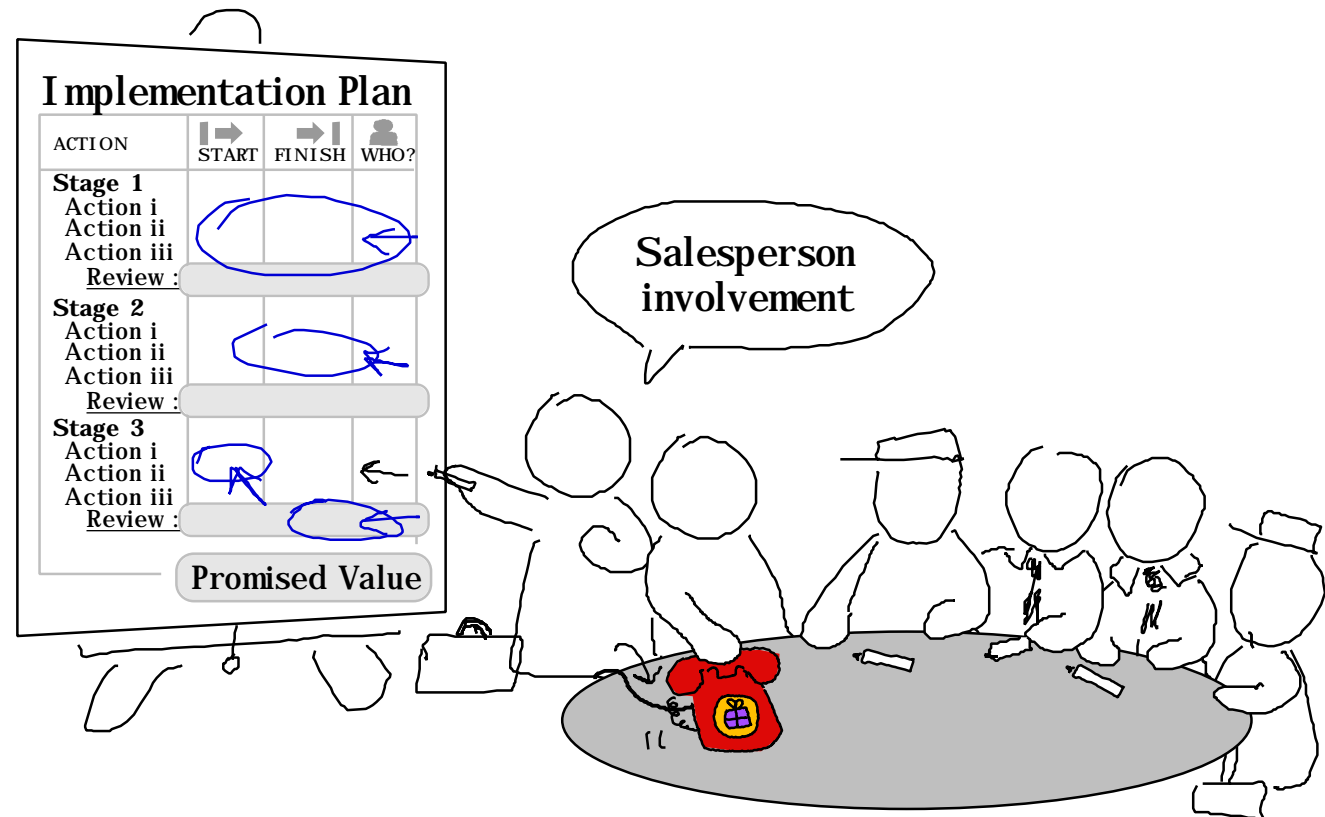 Implementation Plan
ACTION START FINISH WHO?
Stage 1
Action i
Action ii
Action iii
Review :
Stage 2
Action i
Action ii
Action iii
Review :
Stage 3
Action i
Action ii
Action iii
Review :
Promised Value
Salesperson
involvement